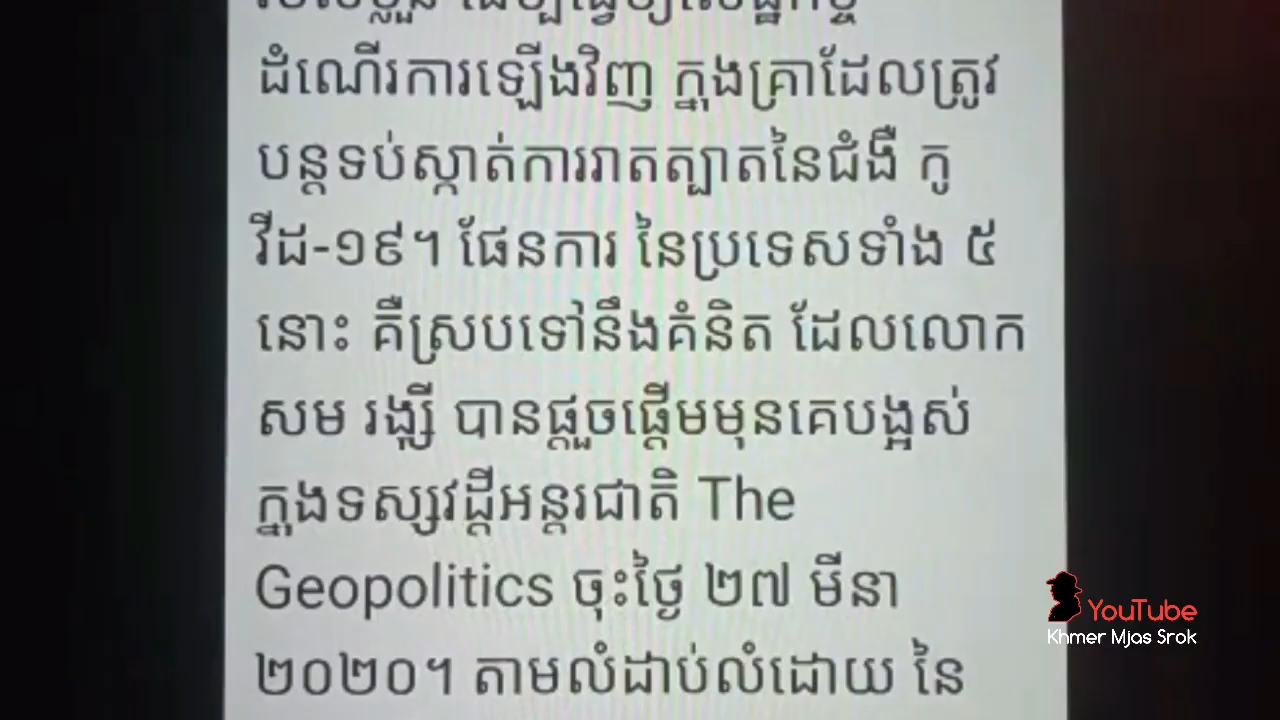 ដំណើរការឡើងវិញ ក្នុងគ្រាដែលត្រូវ
បន្តទប់ស្កាត់ការរាតត្បាតនៃជំងឺ កូ
វីដ-១៩។ ផែនការ នៃប្រទេសទាំង ៥
នោះ គឺស្របទៅនឹងគំនិត ដែលលោក
សម រង្ស៊ី បានផ្តួចផ្តើមមុនគេបង្អស់
ក្នុងទស្សវដ្តីអន្តរជាតិ The
Geopolitics ចុះថ្ងៃ ២៧ មីនា
២០២០។ តាមលំដាប់លំដោយ នៃ
YouTube
Khmer Mjas Srok